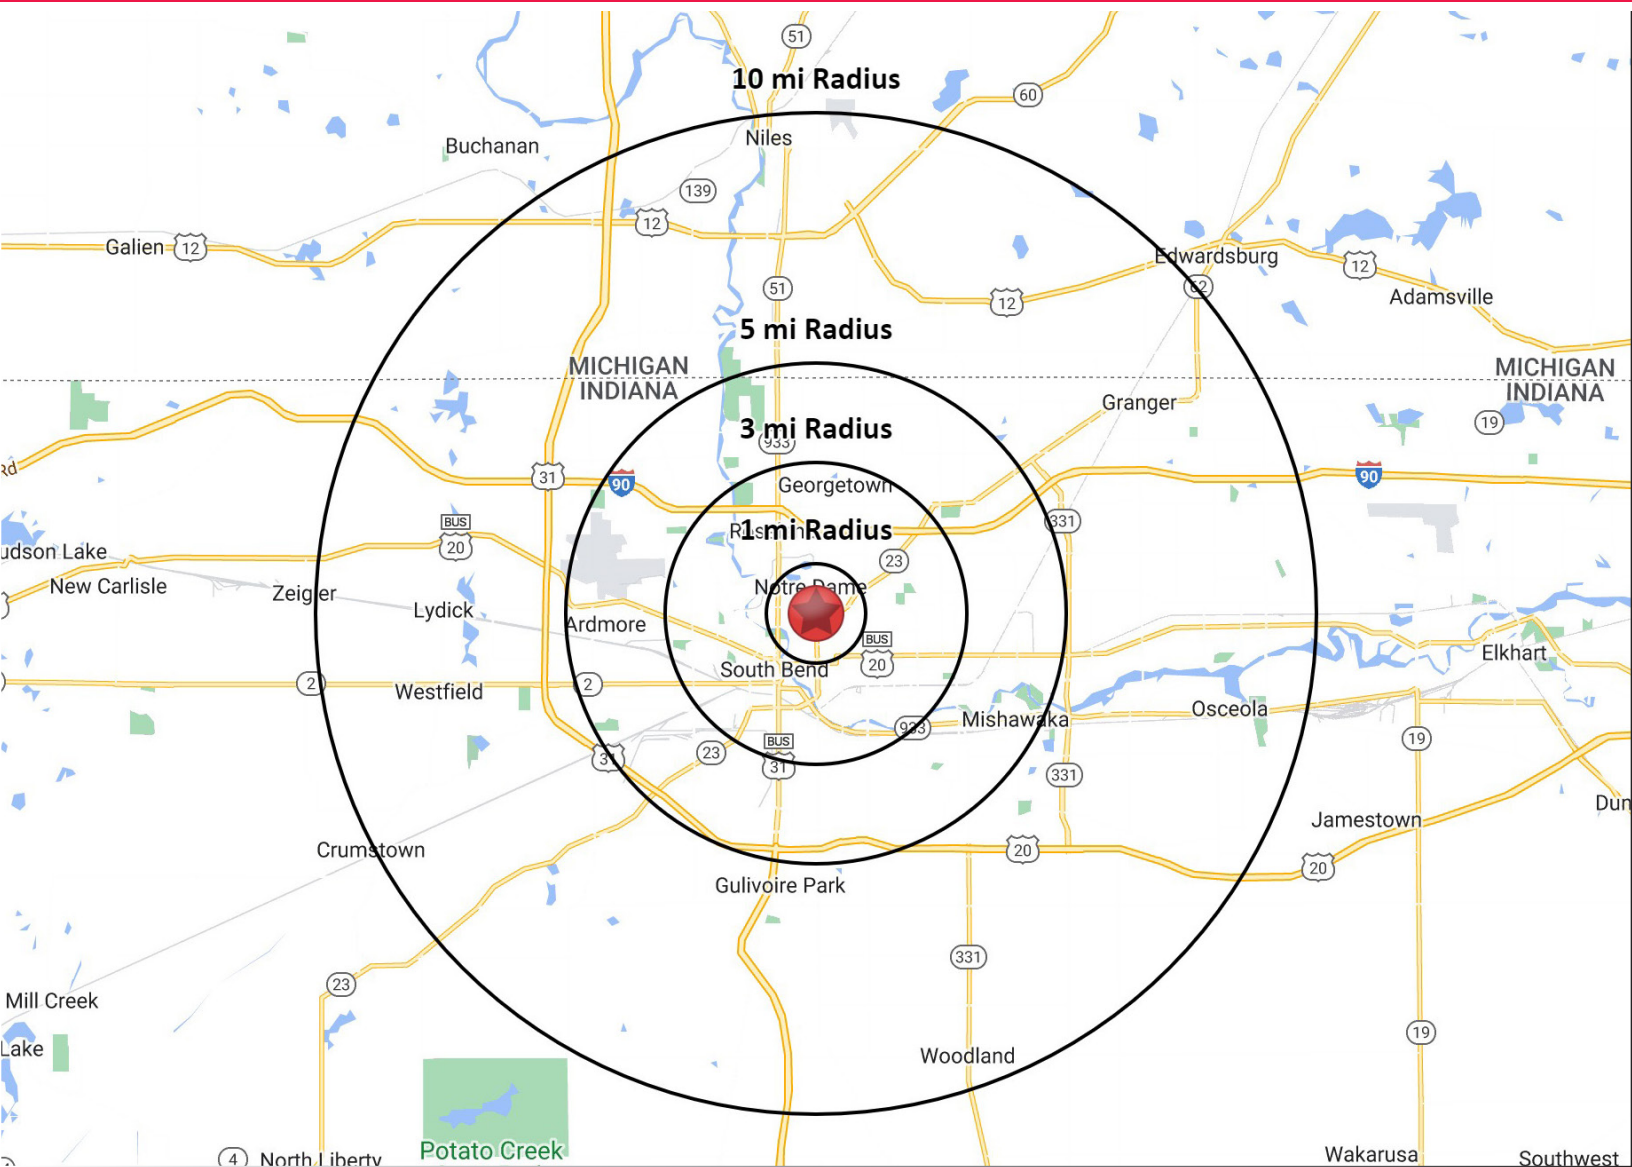 51
10 mi Radius
60
Niles
Buchanan
139
12
Galien
12
Edwardsburg
12
62
51
12
Adamsville
5 mi Radius
MICHIGAN
INDIANA
MICHIGAN
INDIANA
Granger
19
3 mi Radius
933
31
90
Georgetown
90
BUS
20
331
1 mi Radius
udson Lake
23
New Carlisle
Zeigler
Notre Dame
Lydick
Ardmore
BUS
20
South Bend
Elkhart
2
Westfield
2
Osceola
Mishawaka
933
19
BUS
31
23
31
331
Jamestown
Dun
Crumstown
20
20
Gulivoire Park
331
23
Mill Creek
19
Lake
Woodland
Potato Creek
4
North Liberty
Wakarusa
Southwest